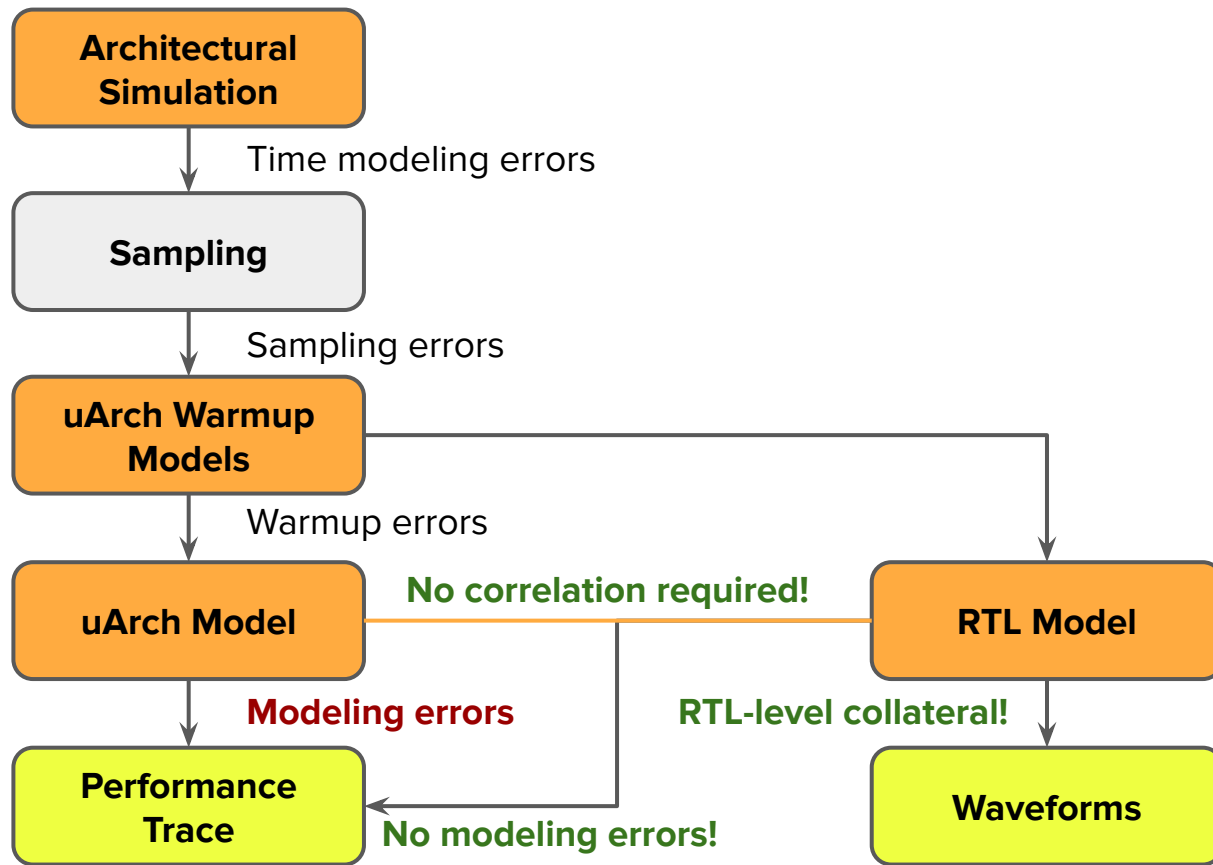 Architectural
Simulation
Time modeling errors
Sampling
Sampling errors
uArch Warmup
Models
Warmup errors
No correlation required!
uArch Model
RTL Model
Modeling errors
RTL-level collateral!
Performance
Trace
Waveforms
No modeling errors!